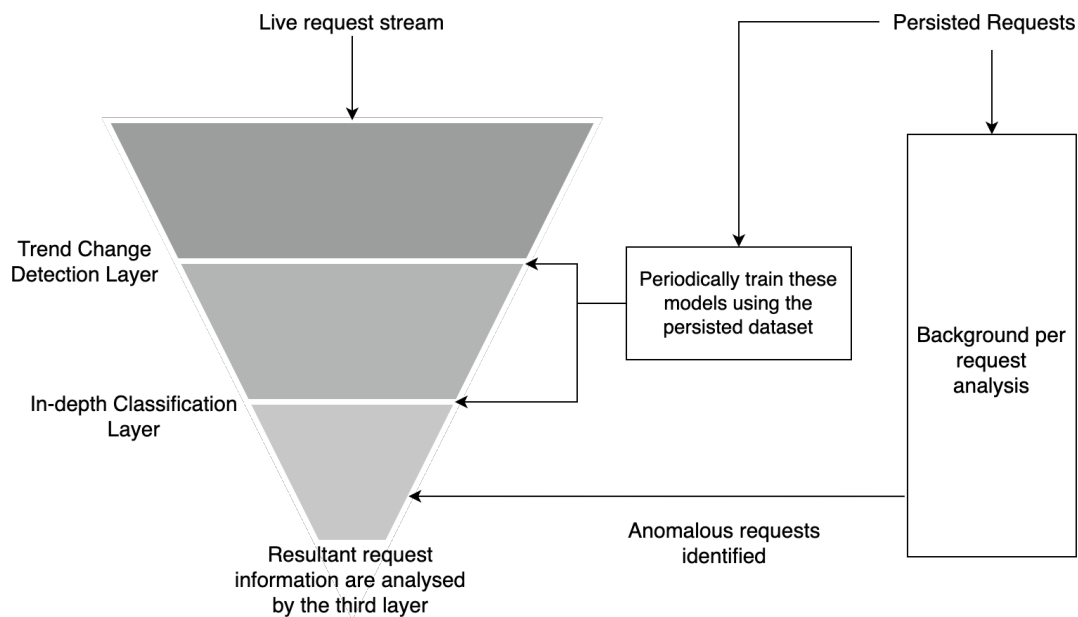 Live request stream
Persisted Requests
Trend Change
Detection Layer
Periodically train these
models using the
persisted dataset
Background per
request
analysis
In-depth Classification
Layer
Anomalous requests
identified
Resultant request
information are analysed
by the third layer